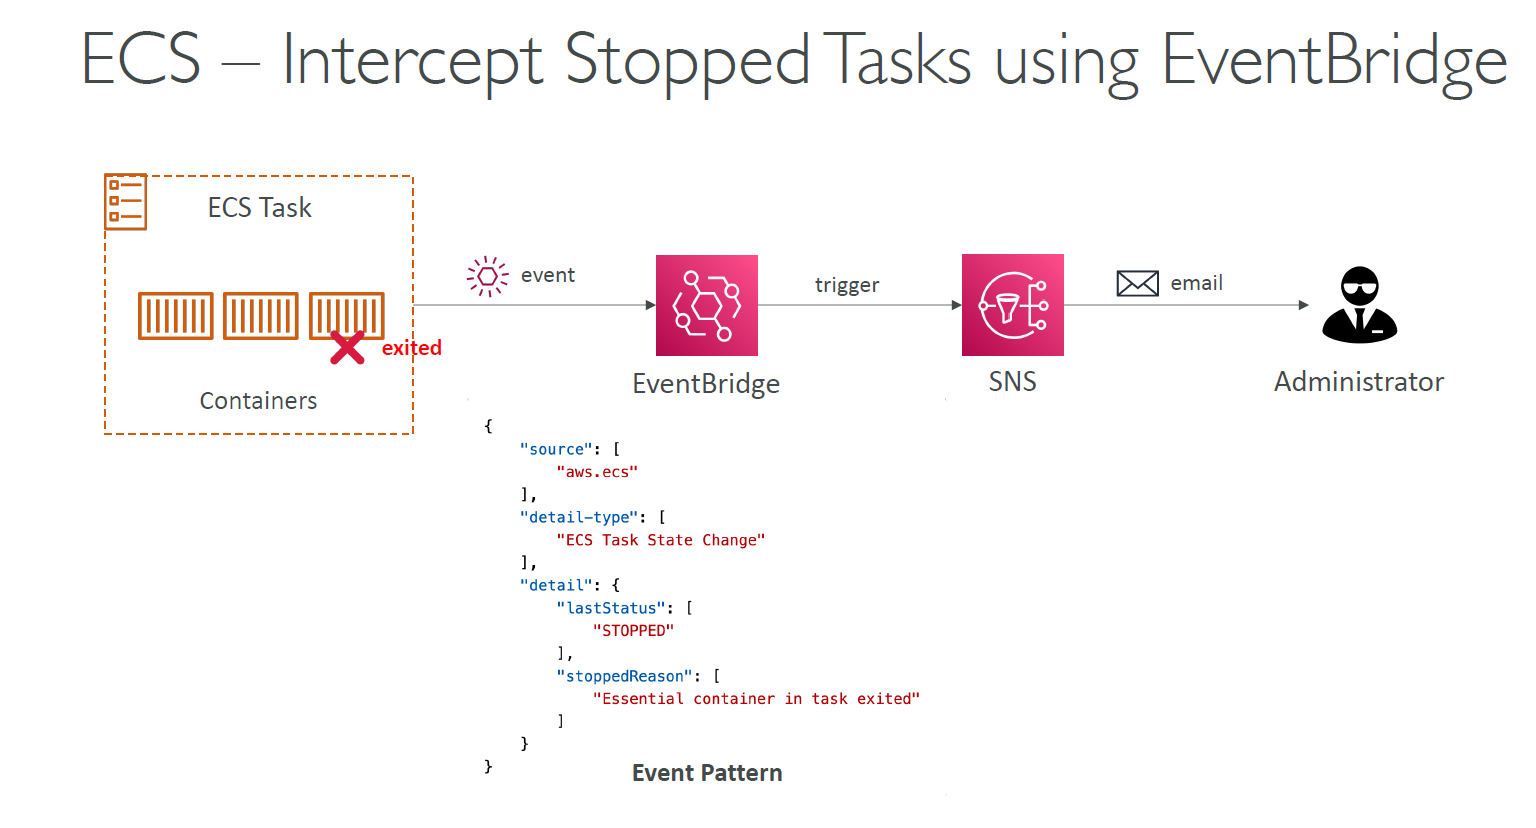 ECS – Intercept Stopped Tasks using EventBridge
ECS Task
exited
Containers
event
EventBridge
trigger
SNS
email
Administrator
{
    "source": [
        "aws.ecs"
    ],
    "detail-type": [
        "ECS Task State Change"
    ],
    "detail": {
        "lastStatus": [
            "STOPPED"
        ],
        "stoppedReason": [
            "Essential container in task exited"
        ]
    }
}
Event Pattern